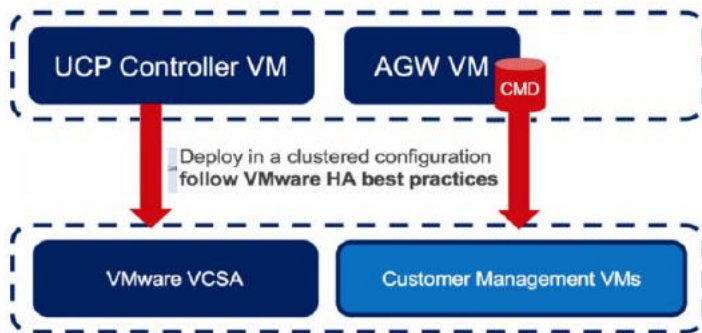 UCP Controller VM
AGW VM
CMD
Deploy in a clustered configuration
follow VMware HA best practices
VMware VCSA
Customer Management VMs